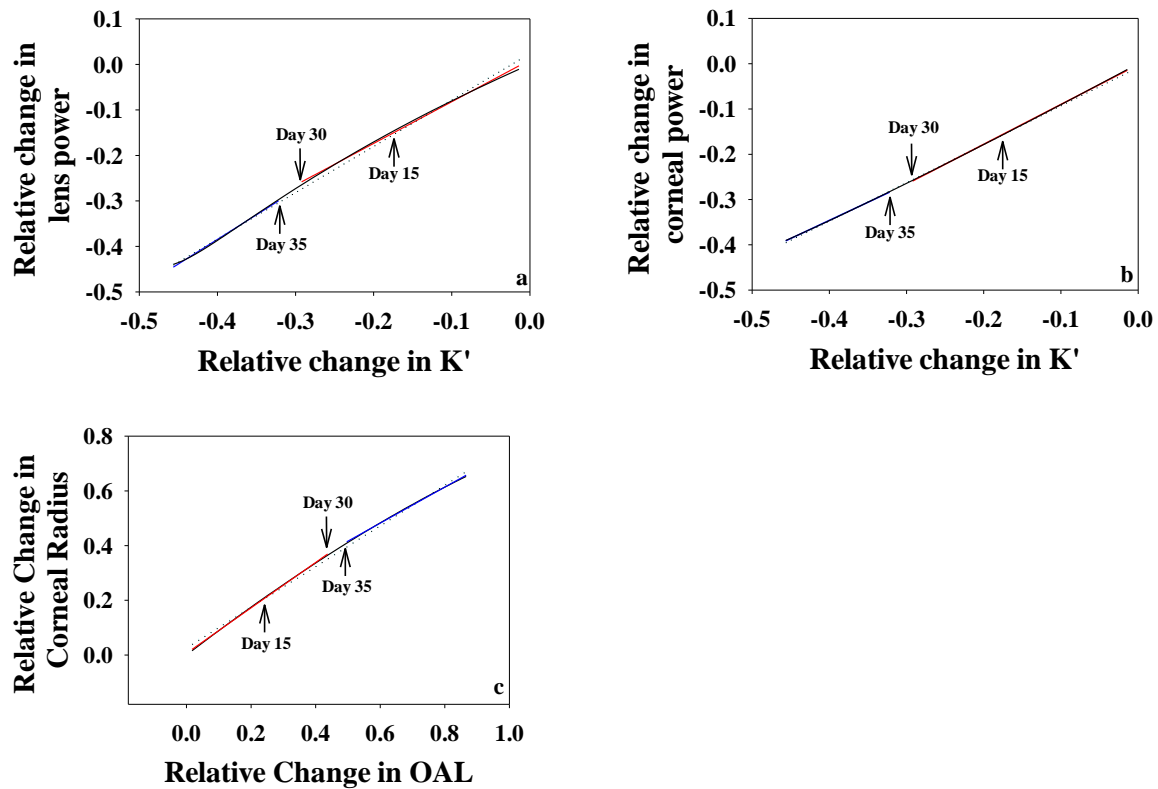 Relative change in
lens power
0.0
-0.1
-0.2
-0.3
-0.4
-0.5
Day 30
Day 15
Day 35
a
-0.5 -0.4 -0.3 -0.2 -0.1 0.0
Relative change in K'
Relative change in
corneal power
0.1
0.0
-0.1
-0.2
-0.3
-0.4
-0.5
Day 30
Day 15
Day 35
b
-0.5 -0.4 -0.3 -0.2 -0.1 0.0
Relative change in K'
Relative Change in
Corneal Radius
0.8
0.6
0.4
0.2
0.0
Day 30
Day 35
Day 15
c
0.0 0.2 0.4 0.6 0.8 1.0
Relative Change in OAL